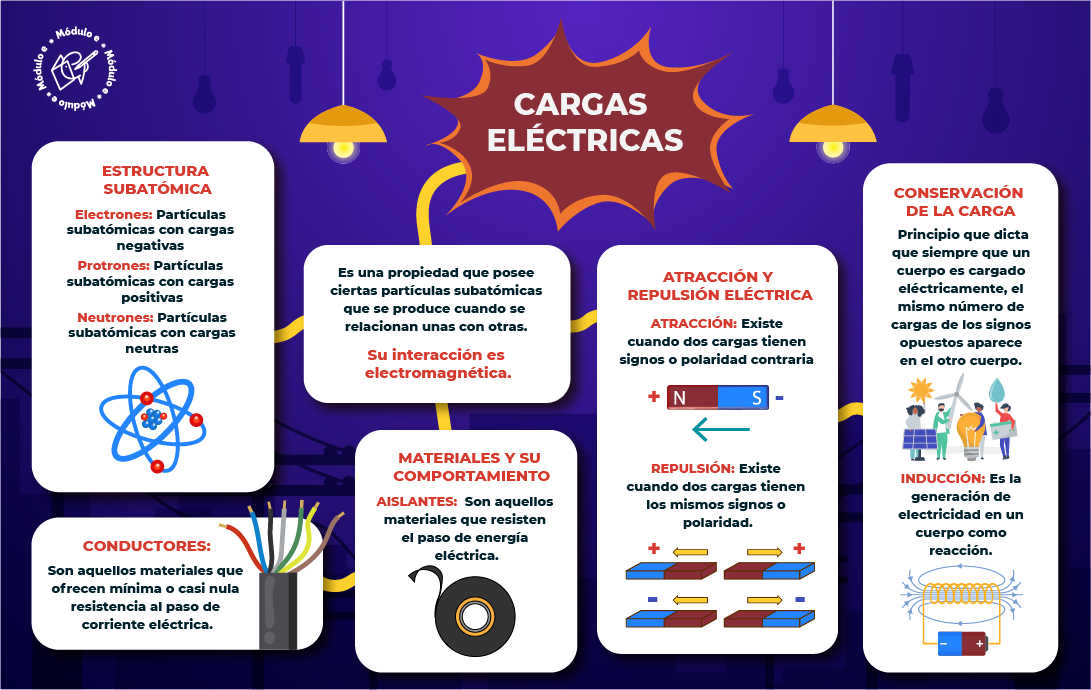 Módulo e ★ Módulo e ★ Módulo e ★ Módulo e ★
CARGAS
ELÉCTRICAS
ESTRUCTURA
SUBATÓMICA
Electrones: Partículas
subatómicas con cargas
negativas
Protrones: Partículas
subatómicas con cargas
positivas
Neutrones: Partículas
subatómicas con cargas
neutras
Es una propiedad que posee
ciertas partículas subatómicas
que se produce cuando se
relacionan unas con otras.
Su interacción es
electromagnética.
CONDUCTORES:
Son aquellos materiales que
ofrecen mínima o casi nula
resistencia al paso de
corriente eléctrica.
MATERIALES Y SU
COMPORTAMIENTO
AISLANTES: Son aquellos
materiales que resisten
el paso de energía
eléctrica.
ATRACCIÓN Y
REPULSIÓN ELÉCTRICA
ATRACCIÓN: Existe
cuando dos cargas tienen
signos o polaridad contraria
+ N S -
REPULSIÓN: Existe
cuando dos cargas tienen
los mismos signos o
polaridad.
+ +
- -
CONSERVACIÓN
DE LA CARGA
Principio que dicta
que siempre que un
cuerpo es cargado
eléctricamente, el
mismo número de
cargas de los signos
opuestos aparece
en el otro cuerpo.
INDUCCIÓN: Es la
generación de
electricidad en un
cuerpo como
reacción.
- +